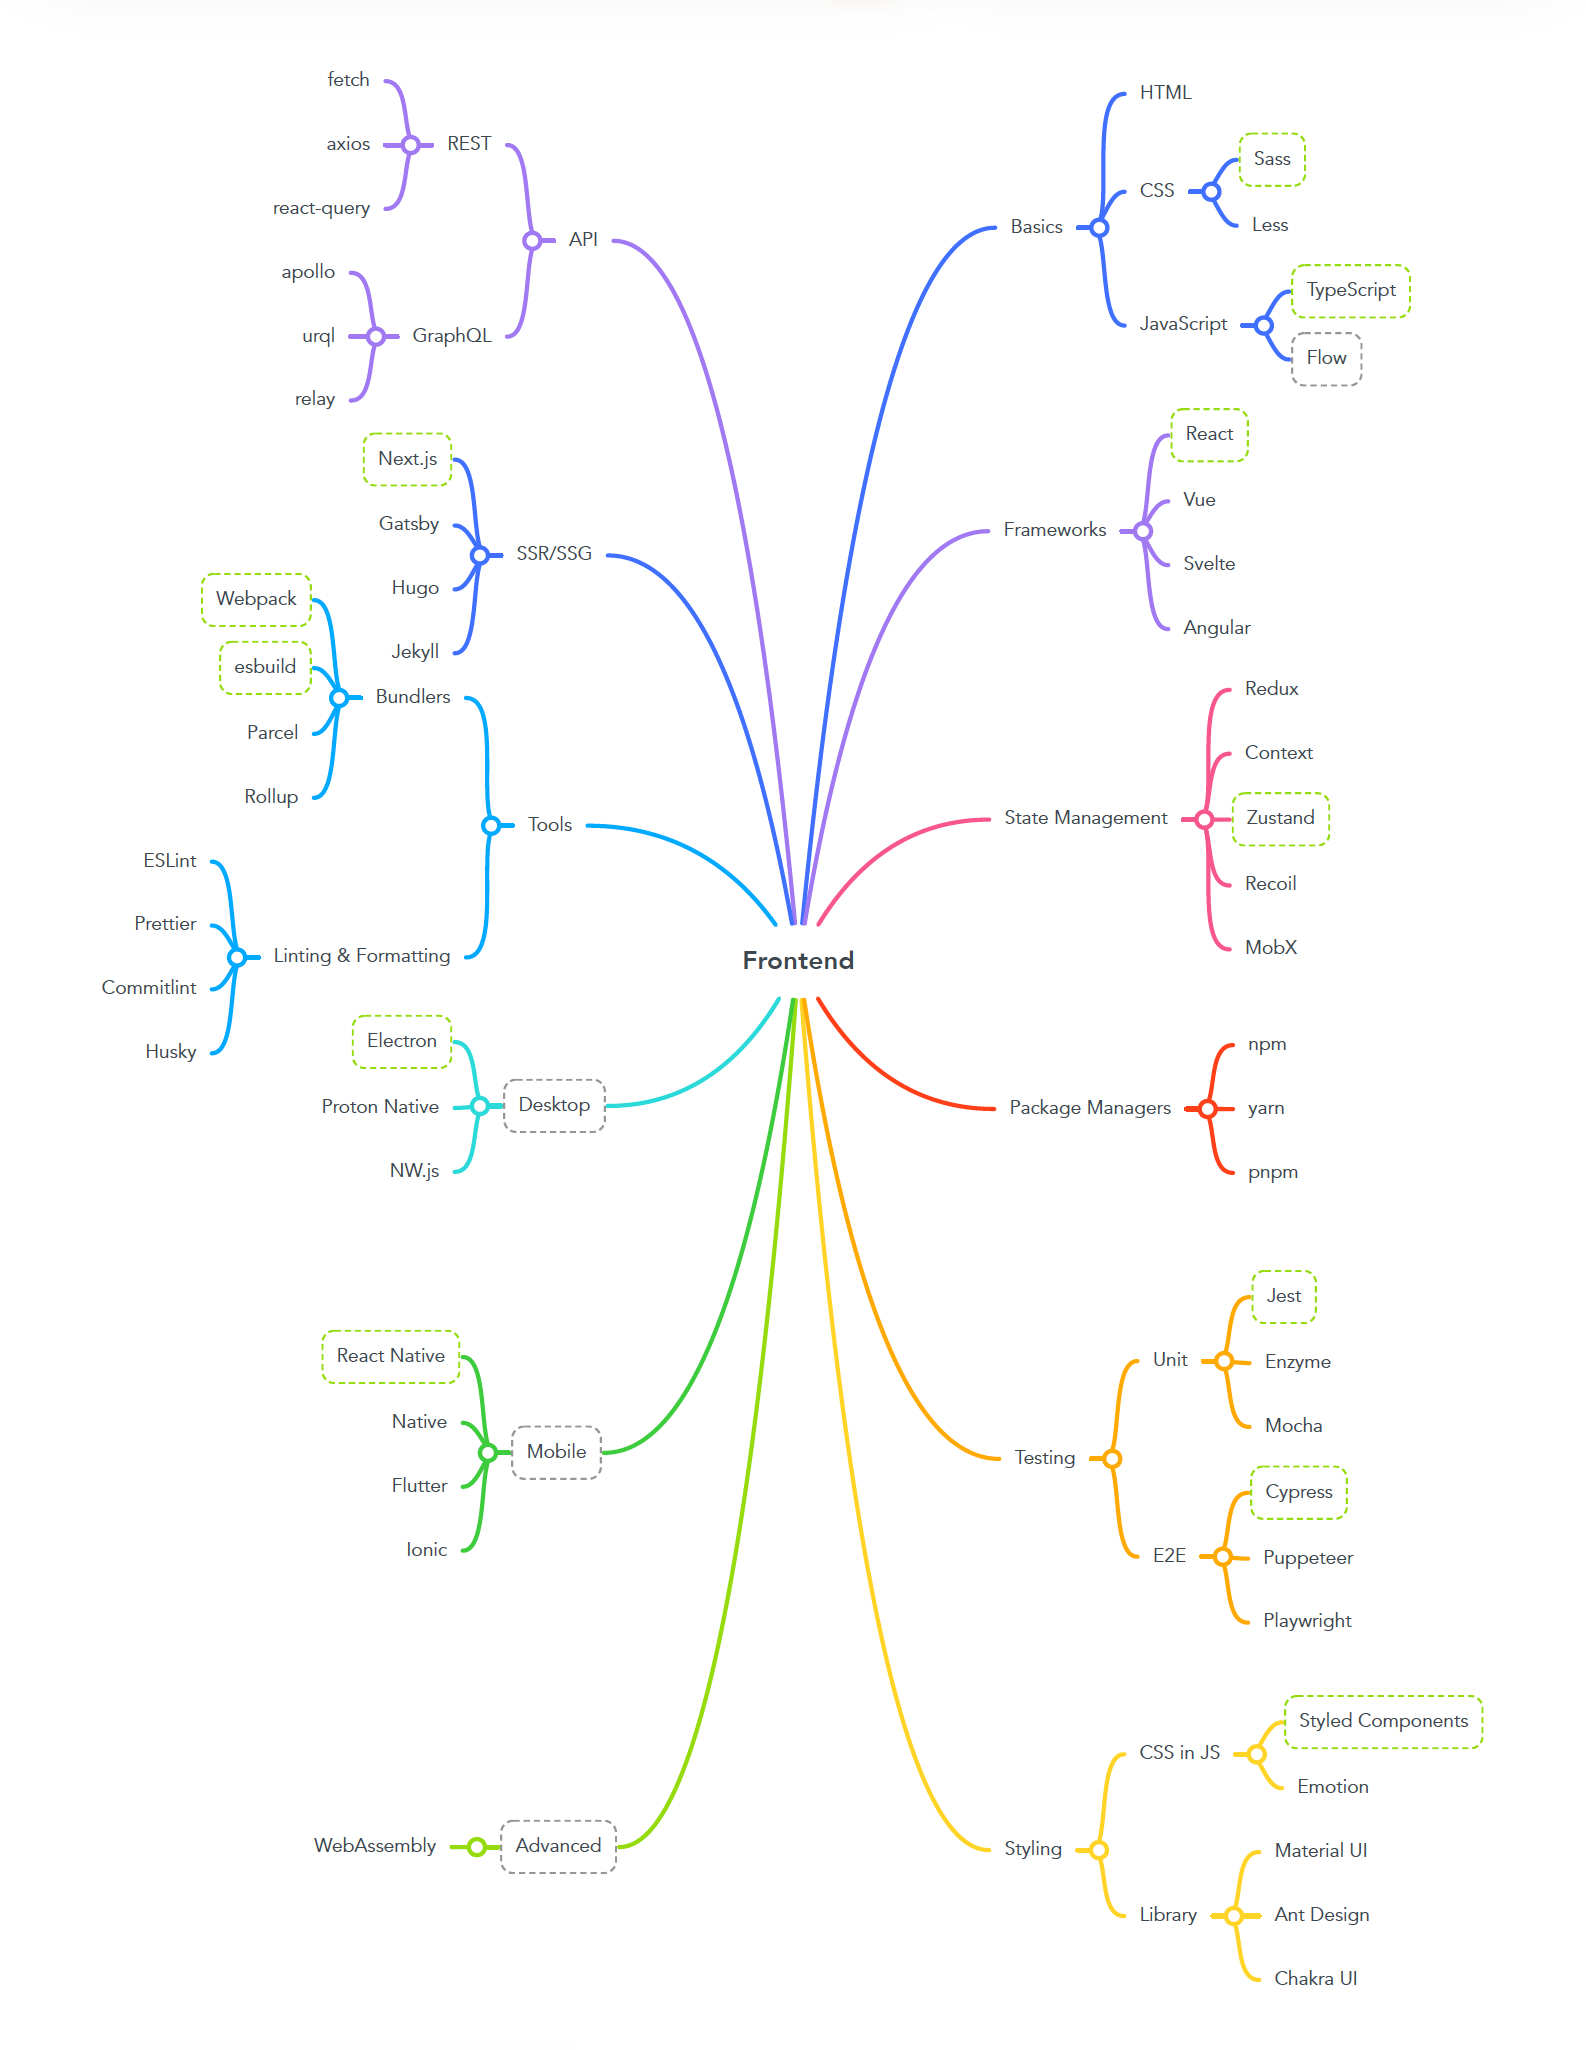 Frontend
Basics
HTML
CSS
Sass
Less
JavaScript
TypeScript
Flow
Frameworks
React
Vue
Svelte
Angular
State Management
Redux
Context
Zustand
Recoil
MobX
Package Managers
npm
yarn
pnpm
Testing
Unit
Jest
Enzyme
Mocha
E2E
Cypress
Puppeteer
Playwright
Styling
CSS in JS
Styled Components
Emotion
Library
Material UI
Ant Design
Chakra UI
API
REST
fetch
axios
react-query
GraphQL
apollo
urql
relay
SSR/SSG
Next.js
Gatsby
Hugo
Jekyll
Tools
Bundlers
Webpack
esbuild
Parcel
Rollup
Linting & Formatting
ESLint
Prettier
Commitlint
Husky
Desktop
Electron
Proton Native
NW.js
Mobile
React Native
Native
Flutter
Ionic
Advanced
WebAssembly